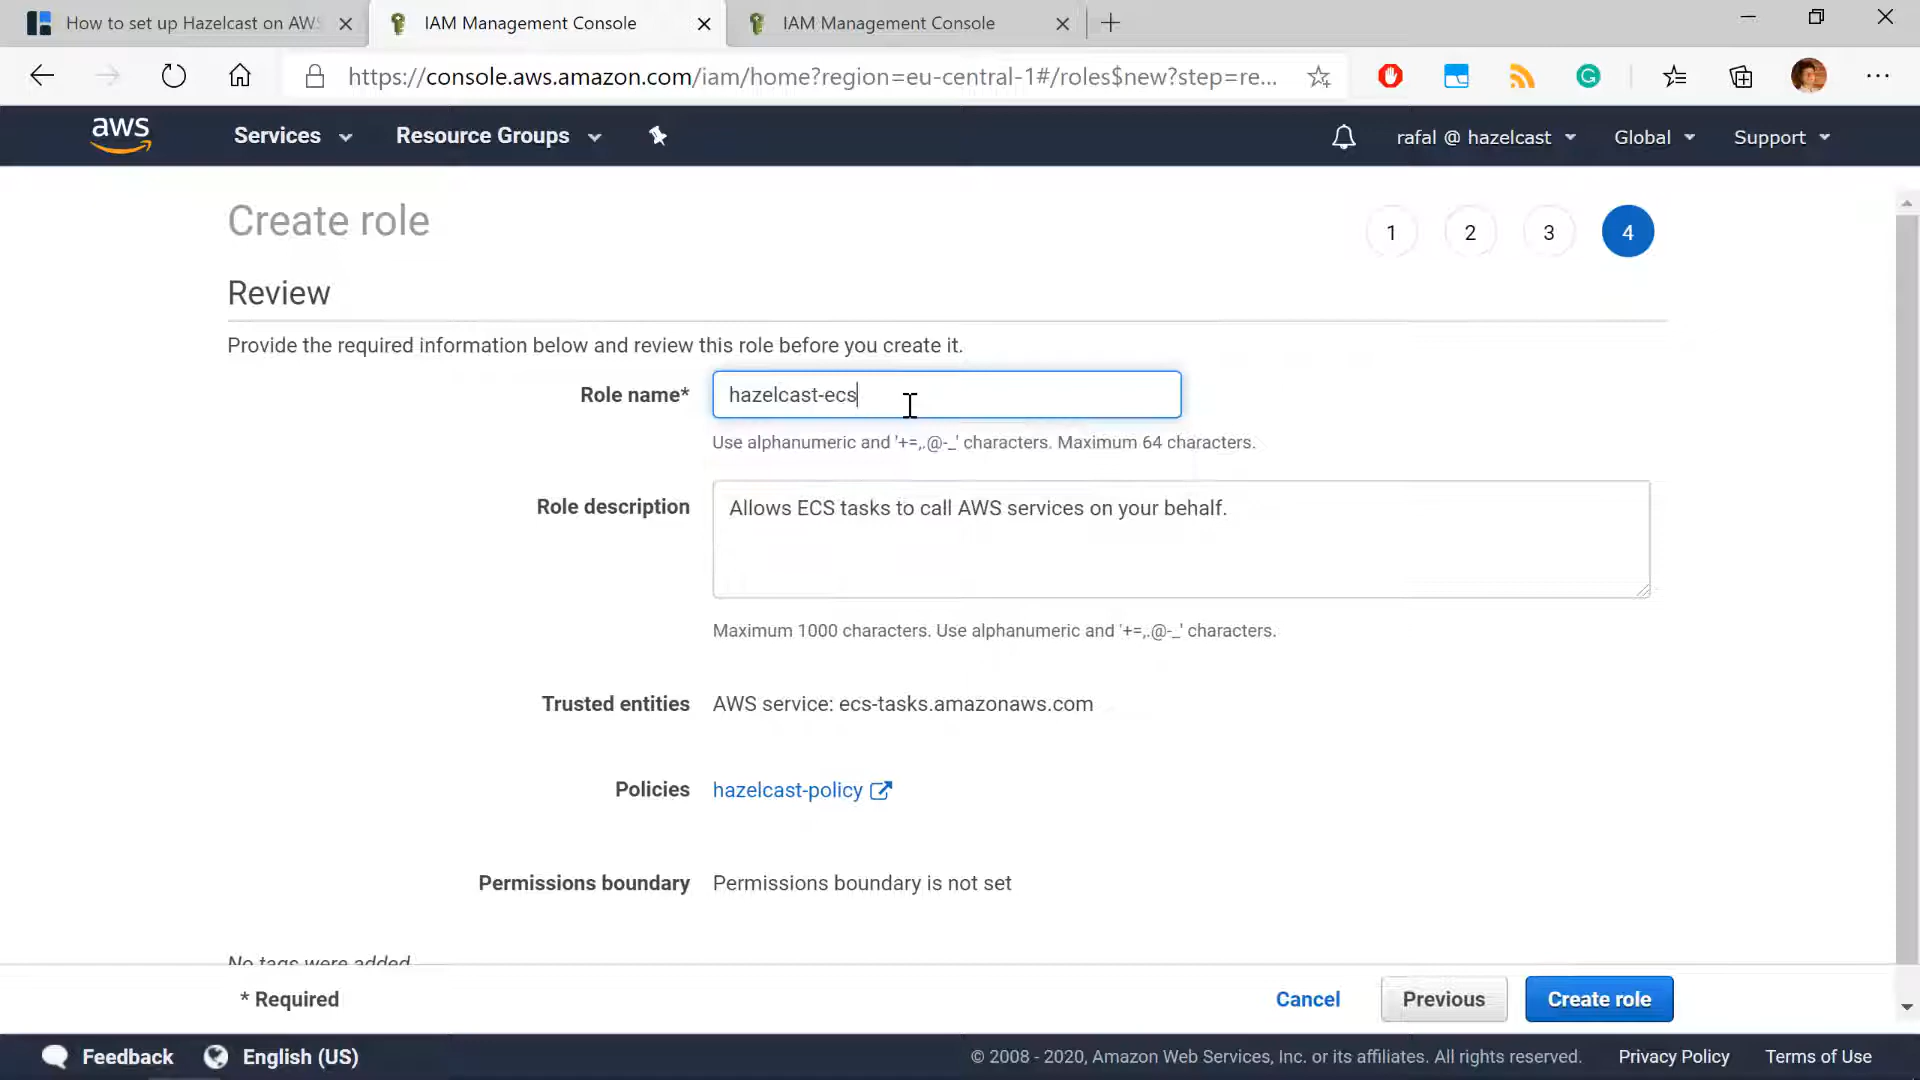 How to set up Hazelcast on AWS
IAM Management Console
IAM Management Console
https://console.aws.amazon.com/iam/home?region=eu-central-1#/roles$new?step=re...
aws
Services
Resource Groups
rafal @ hazelcast
Global
Support
Create role
1
2
3
4
Review
Provide the required information below and review this role before you create it.
Role name*
hazelcast-ecs
Use alphanumeric and '+=,.@-_' characters. Maximum 64 characters.
Role description
Allows ECS tasks to call AWS services on your behalf.
Maximum 1000 characters. Use alphanumeric and '+=,.@-_' characters.
Trusted entities
AWS service: ecs-tasks.amazonaws.com
Policies
hazelcast-policy
Permissions boundary
Permissions boundary is not set
No tags were added
* Required
Cancel
Previous
Create role
Feedback
English (US)
© 2008 - 2020, Amazon Web Services, Inc. or its affiliates. All rights reserved.
Privacy Policy
Terms of Use